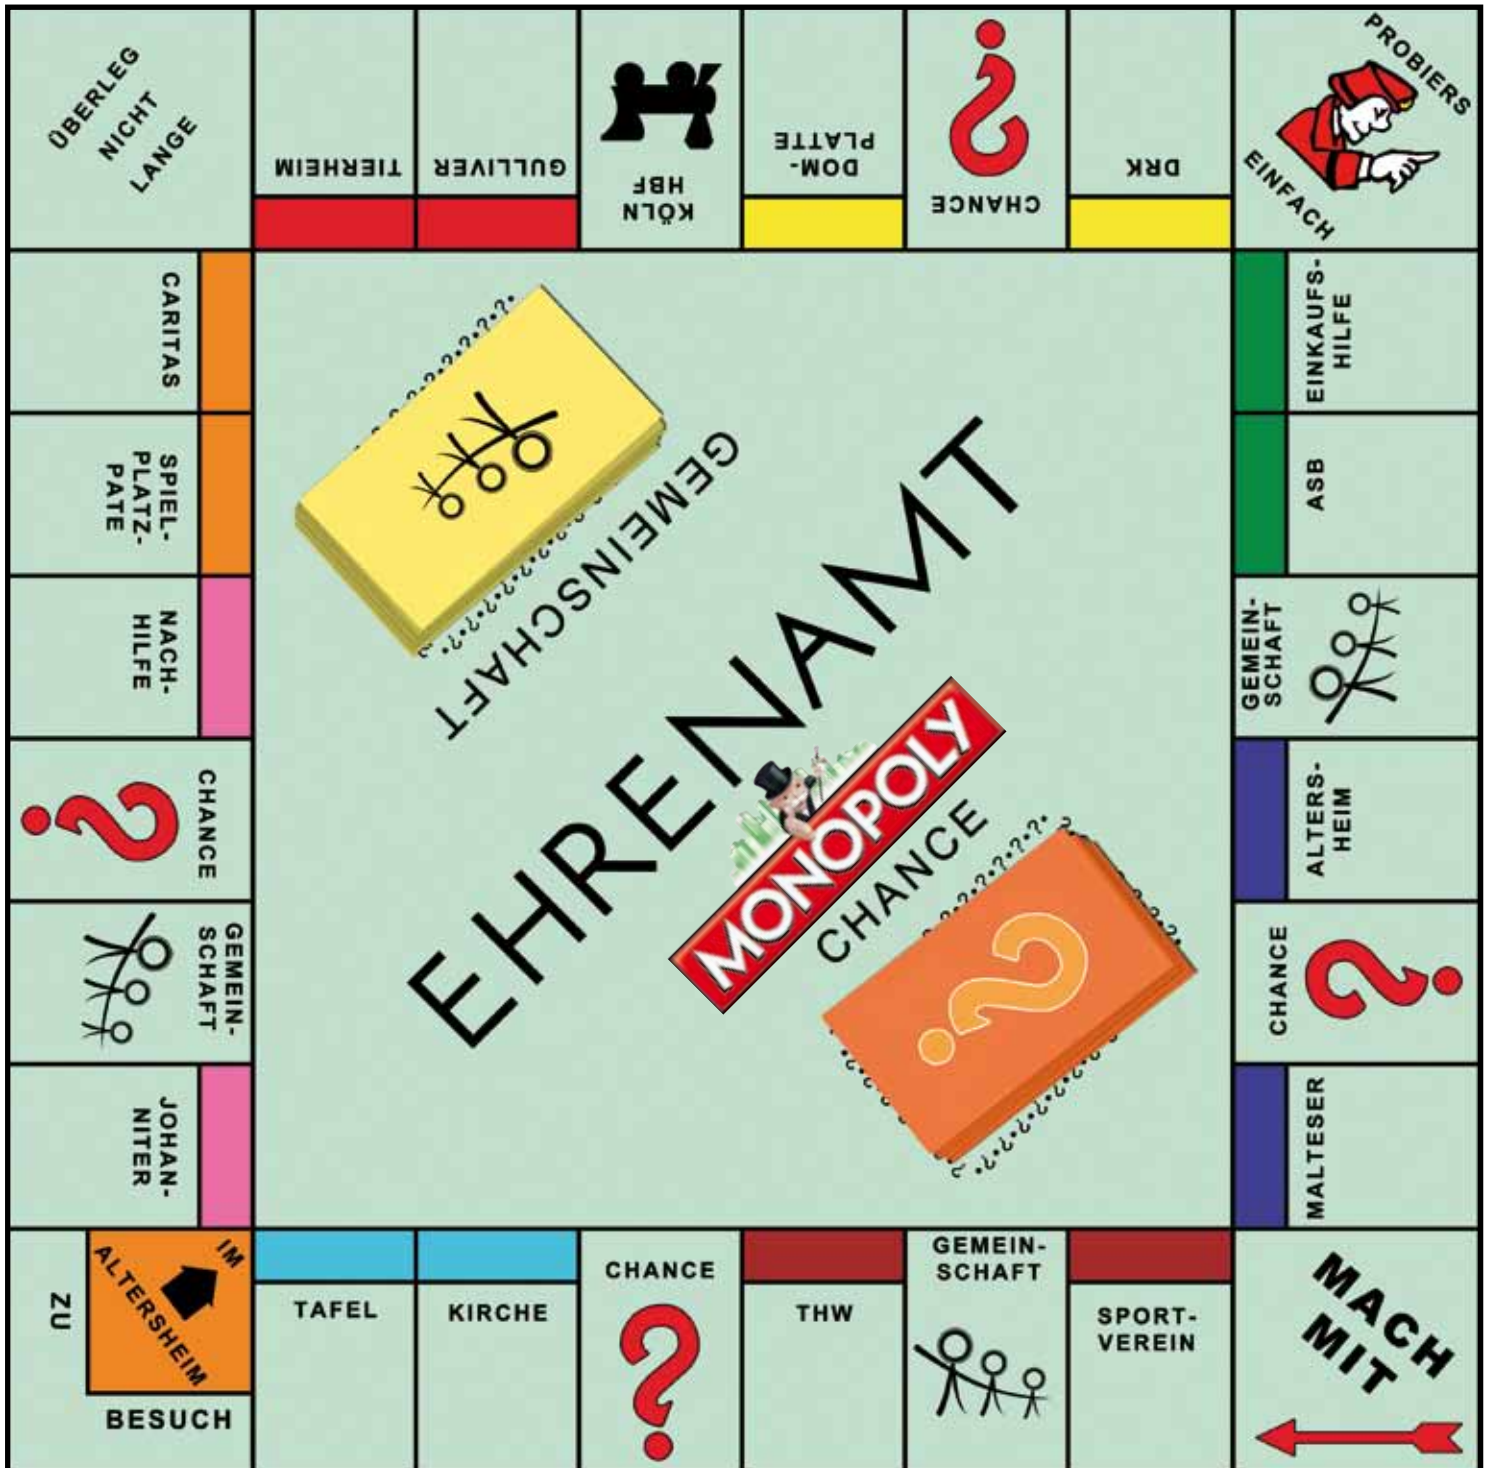 ÜBERLEG
NICHT
LANGE
TIERHEIM
GULLIVER
KÖLN
HBF
DOM-
PLATTE
CHANCE
DRK
PROBIERS
EINFACH
EINKAUFS-
HILFE
ASB
GEMEIN-
SCHAFT
ALTERS-
HEIM
CHANCE
MALTESER
MACH
MIT
SPORT-
VEREIN
GEMEIN-
SCHAFT
THW
CHANCE
KIRCHE
TAFEL
IM
ALTERSHEIM
ZU
BESUCH
JOHAN-
NITER
GEMEIN-
SCHAFT
CHANCE
NACH-
HILFE
SPIEL-
PLATZ-
PATE
CARITAS
GEMEINSCHAFT
EHRENAMT
MONOPOLY
CHANCE